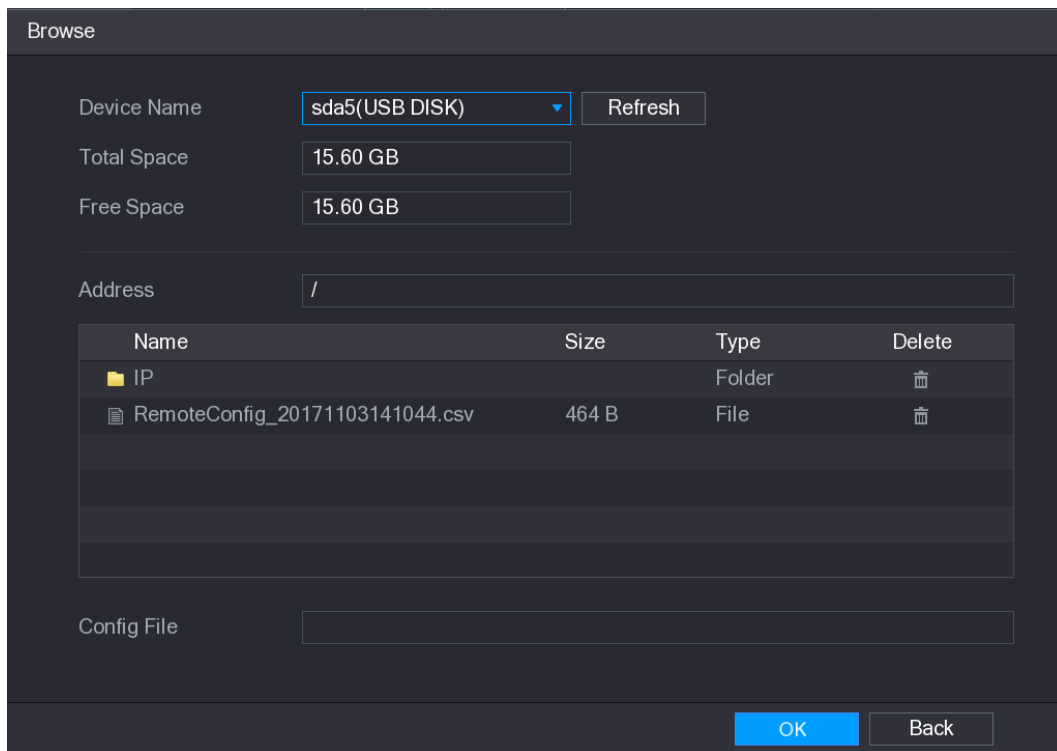 Browse
Device Name sda5(USB DISK) Refresh
Total Space 15.60 GB
Free Space 15.60 GB
Address /
Name Size Type Delete
IP Folder
RemoteConfig_20171103141044.csv 464 B File
Config File
OK Back